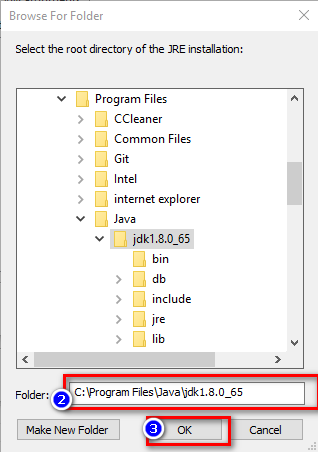 Browse For Folder
Select the root directory of the JRE installation:
Program Files
CCleaner
Common Files
Git
Intel
internet explorer
Java
jdk1.8.0_65
bin
db
include
jre
lib
Folder: C:\Program Files\Java\jdk1.8.0_65
2
3
Make New Folder OK Cancel